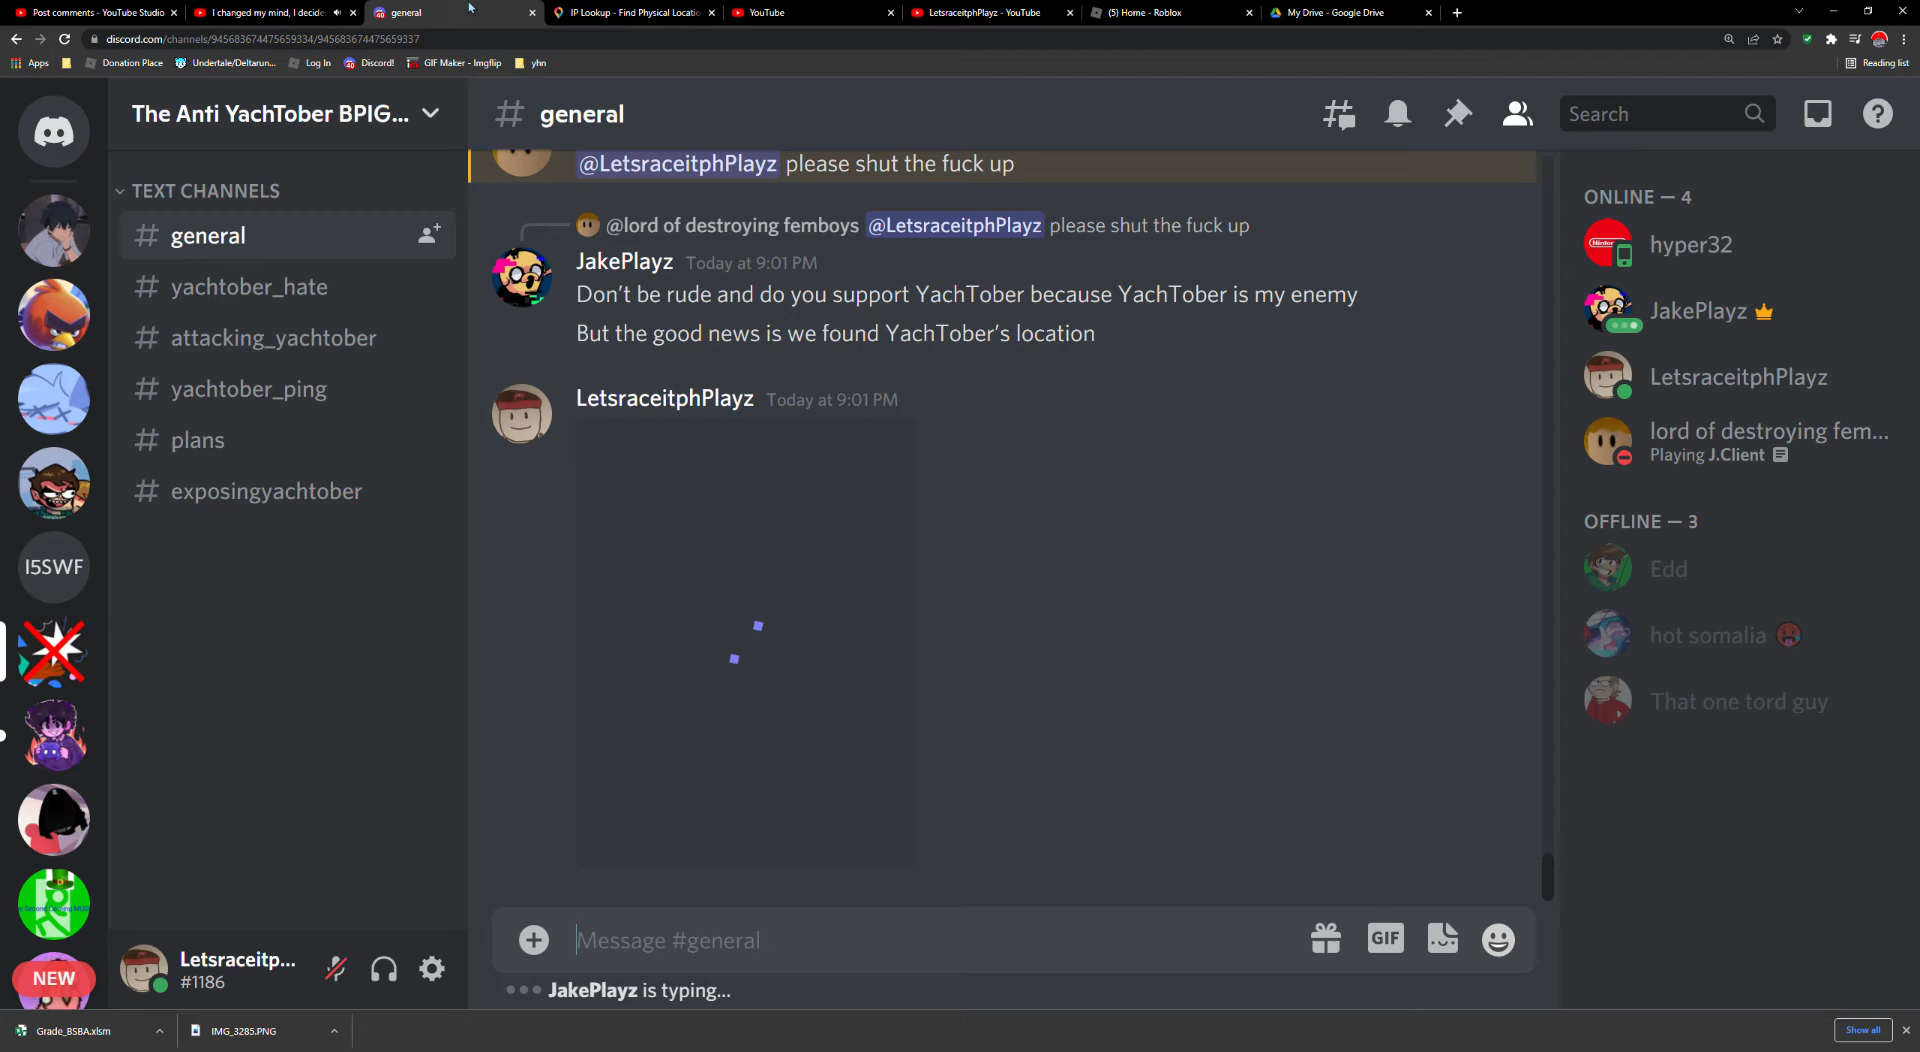 Post comments - YouTube Studio
I changed my mind, I decide
general
IP Lookup - Find Physical Locatio
YouTube
LetsraceitphPlayz - YouTube
(5) Home - Roblox
My Drive - Google Drive
discord.com/channels/945683674475659334/945683674475659337
Apps
Donation Place
Undertale/Deltarun...
Log In
Discord!
GIF Maker - Imgflip
yhn
Reading list
The Anti YachTober BPIG...
general
Search
TEXT CHANNELS
general
yachtober_hate
attacking_yachtober
yachtober_ping
plans
exposingyachtober
I5SWF
NEW
@LetsraceitphPlayz please shut the fuck up
@lord of destroying femboys @LetsraceitphPlayz please shut the fuck up
JakePlayz Today at 9:01 PM
Don't be rude and do you support YachTober because YachTober is my enemy
But the good news is we found YachTober's location
LetsraceitphPlayz Today at 9:01 PM
Message #general
GIF
JakePlayz is typing...
ONLINE — 4
hyper32
JakePlayz
LetsraceitphPlayz
lord of destroying fem...
Playing J.Client
OFFLINE — 3
Edd
hot somalia
That one tord guy
Letsraceitp...
#1186
Grade_BSBA.xlsm
IMG_3285.PNG
Show all